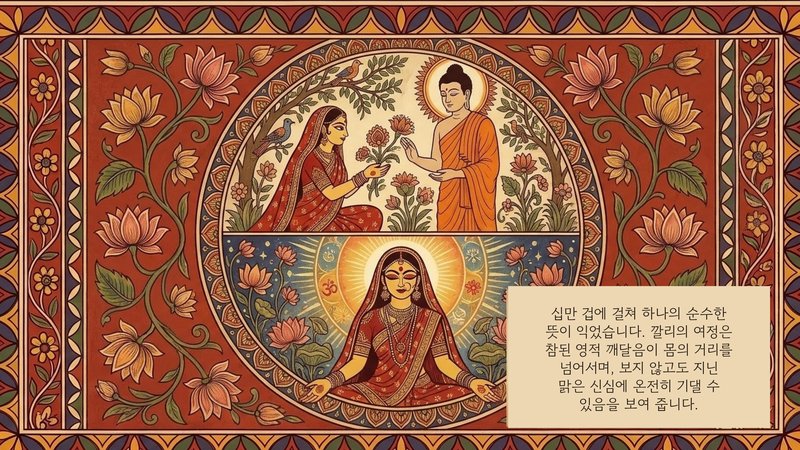 십만 겁에 걸쳐 하나의 순수한
뜻이 익었습니다. 깔리의 여정은
참된 영적 깨달음이 몸의 거리를
넘어서며, 보지 않고도 지닌
맑은 신심에 온전히 기댈 수
있음을 보여 줍니다.